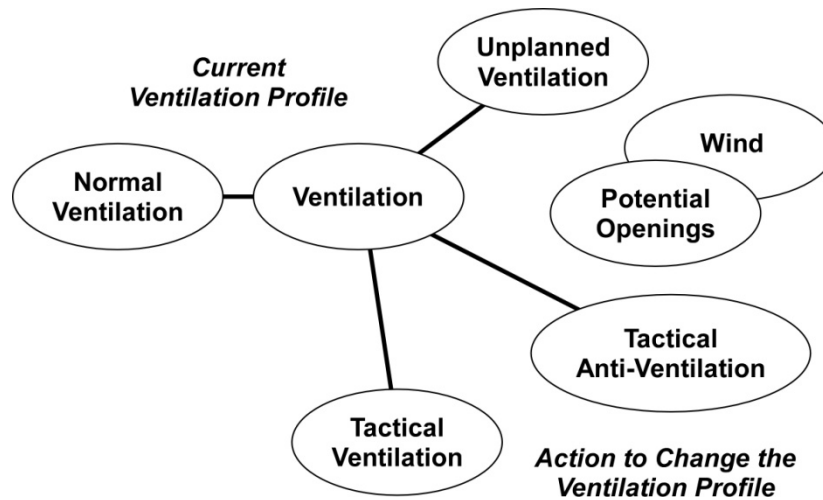 Unplanned
Ventilation
Current
Ventilation Profile
Wind
Normal
Ventilation
Ventilation
Potential
Openings
Tactical
Anti-Ventilation
Tactical
Ventilation
Action to Change the
Ventilation Profile